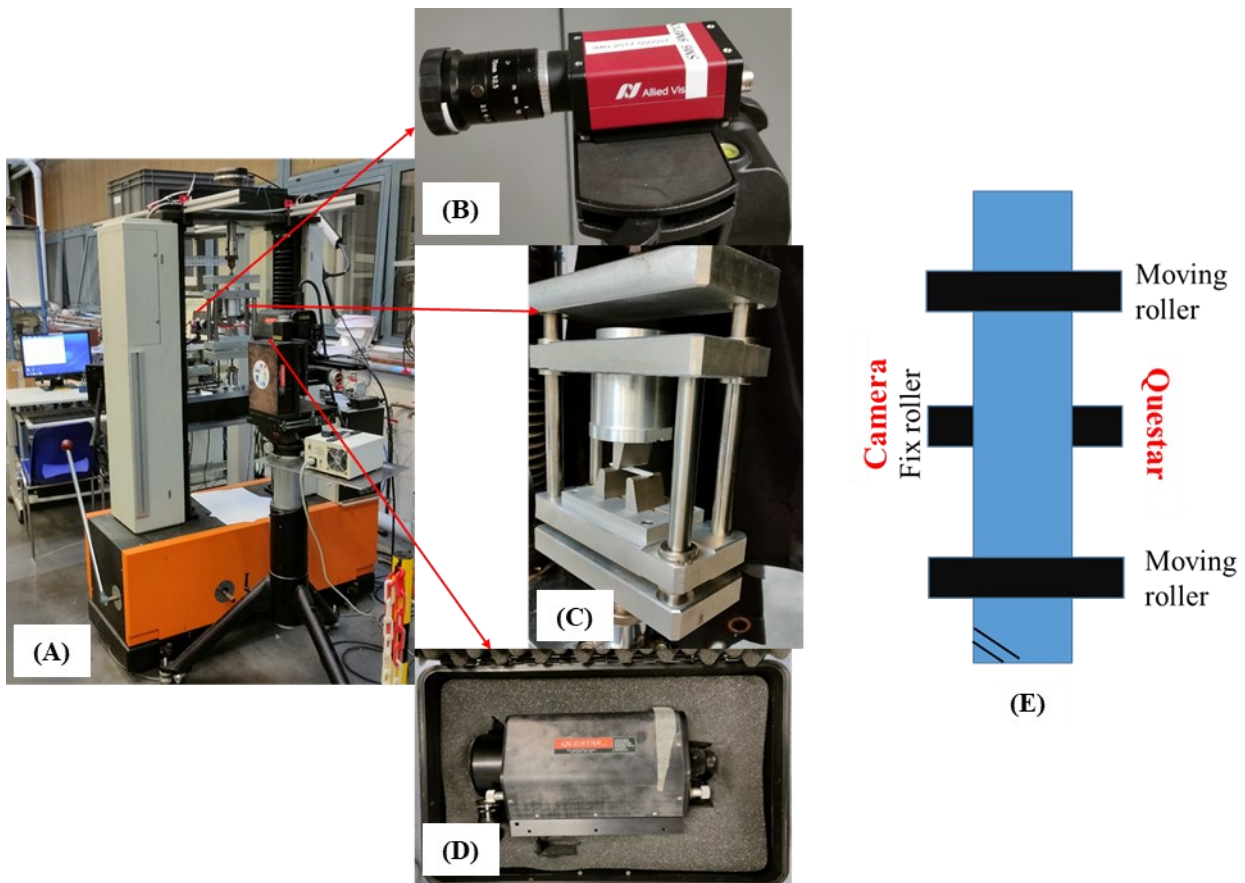 Allied Vis
(B)
(A)
(C)
QUESTAR
(D)
Moving
roller
Camera
Fix roller
Questar
Moving
roller
(E)